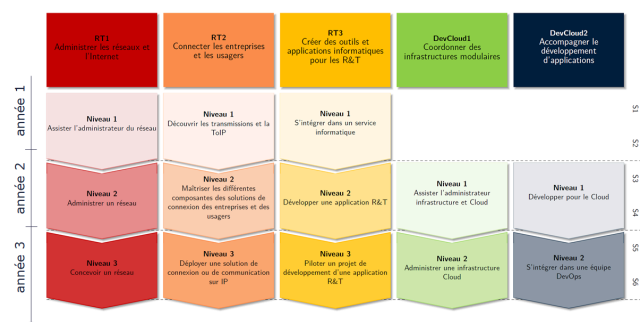 RT1
Administrer les réseaux et
l'Internet
RT2
Connecter les entreprises
et les usagers
RT3
Créer des outils et
applications informatiques
pour les R&T
DevCloud1
Coordonner des
infrastructures modulaires
DevCloud2
Accompagner le
développement
d'applications
année 1
Niveau 1
Assister l'administrateur du réseau
Niveau 1
Découvrir les transmissions et la
ToIP
Niveau 1
S'intégrer dans un service
informatique
S1
S2
année 2
Niveau 2
Administrer un réseau
Niveau 2
Maîtriser les différentes
composantes des solutions de
connexion des entreprises et des
usagers
Niveau 2
Développer une application R&T
Niveau 1
Assister l'administrateur
infrastructure et Cloud
Niveau 1
Développer pour le Cloud
S3
S4
année 3
Niveau 3
Concevoir un réseau
Niveau 3
Déployer une solution de
connexion ou de communication
sur IP
Niveau 3
Piloter un projet de
développement d'une application
R&T
Niveau 2
Administrer une infrastructure
Cloud
Niveau 2
S'intégrer dans une équipe
DevOps
S5
S6